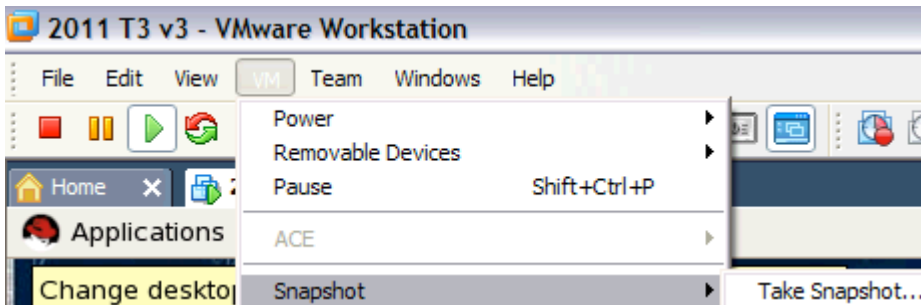 2011 T3 v3 - VMware Workstation
File Edit View VM Team Windows Help
Power
Removable Devices
Home
Pause Shift+Ctrl+P
Applications
ACE
Change deskto
Snapshot Take Snapshot...